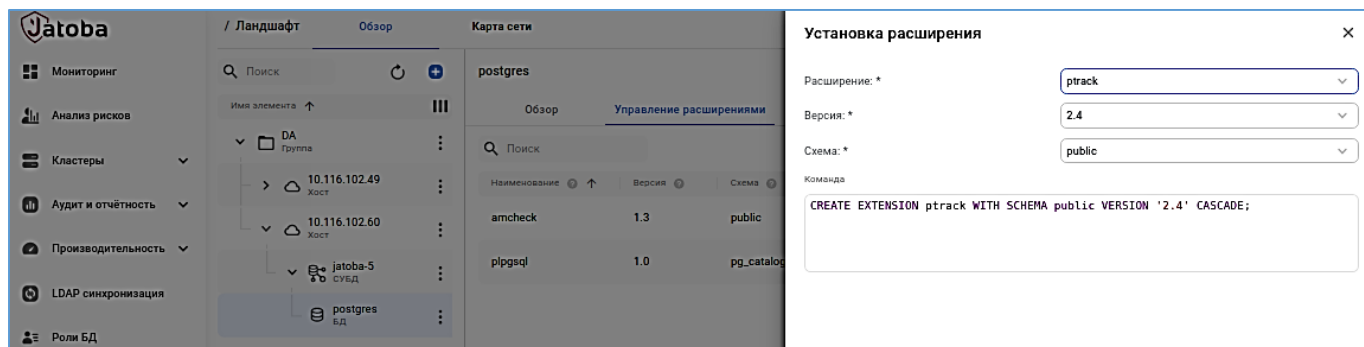 Jatoba
Мониторинг
Анализ рисков
Кластеры
Аудит и отчётность
Производительность
LDAP синхронизация
Роли БД
/ Ландшафт
Обзор
Карта сети
Поиск
Имя элемента
DA
Группа
10.116.102.49
Хост
10.116.102.60
Хост
jatoba-5
СУБД
postgres
БД
postgres
Обзор
Управление расширениями
Поиск
Наименование
Версия
Схема
amcheck
1.3
public
plpgsql
1.0
pg_catalog
Установка расширения
Расширение: *
ptrack
Версия: *
2.4
Схема: *
public
Команда
CREATE EXTENSION ptrack WITH SCHEMA public VERSION '2.4' CASCADE;